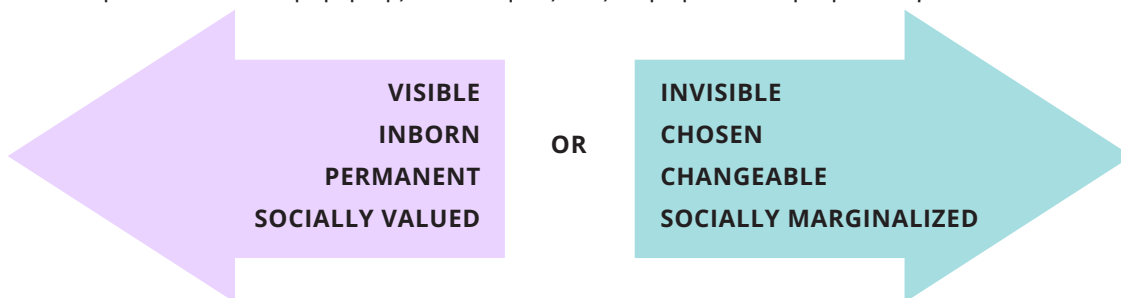 VISIBLE
INBORN
PERMANENT
SOCIALLY VALUED
OR
INVISIBLE
CHOSEN
CHANGEABLE
SOCIALLY MARGINALIZED